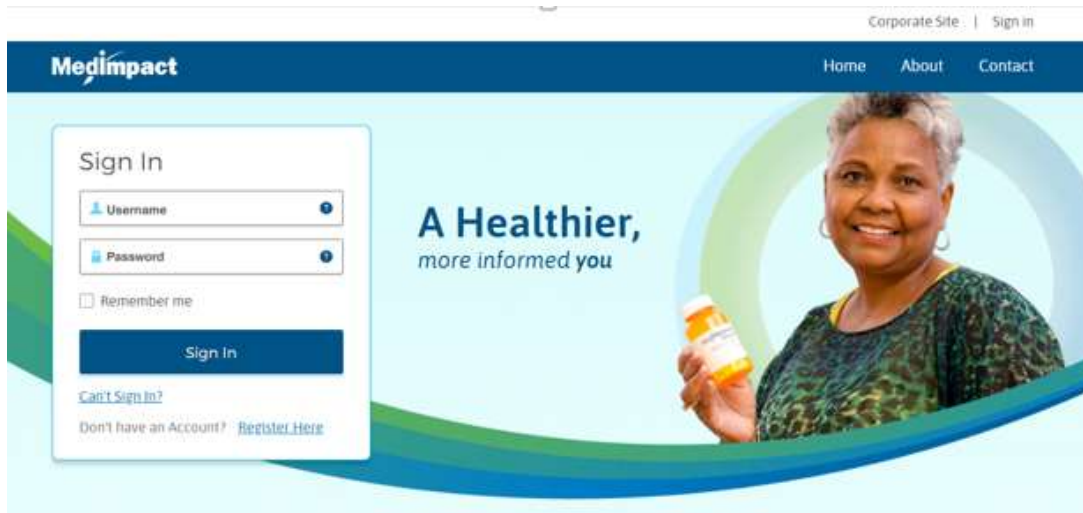 Corporate Site | Sign in
MedImpact
Home About Contact
Sign In
Username
Password
Remember me
Sign In
Can't Sign In?
Don't have an Account? Register Here
A Healthier,
more informed you